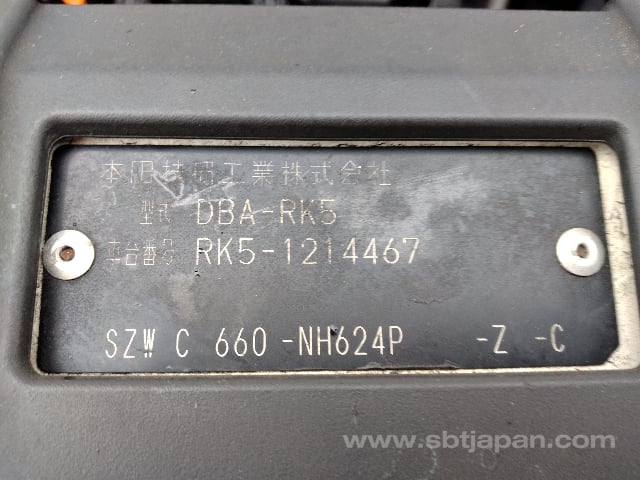 本田技研工業株式会社
型式 DBA-RK5
車台番号 RK5-1214467
SZW C 660 -NH624P -Z -C
www.sbtjapan.com